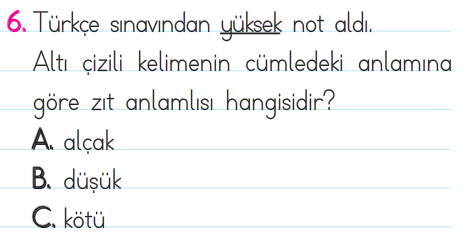 6. Türkçe sınavından yüksek not aldı.
Altı çizili kelimenin cümledeki anlamına
göre zıt anlamlısı hangisidir?
A. alçak
B. düşük
C. kötü